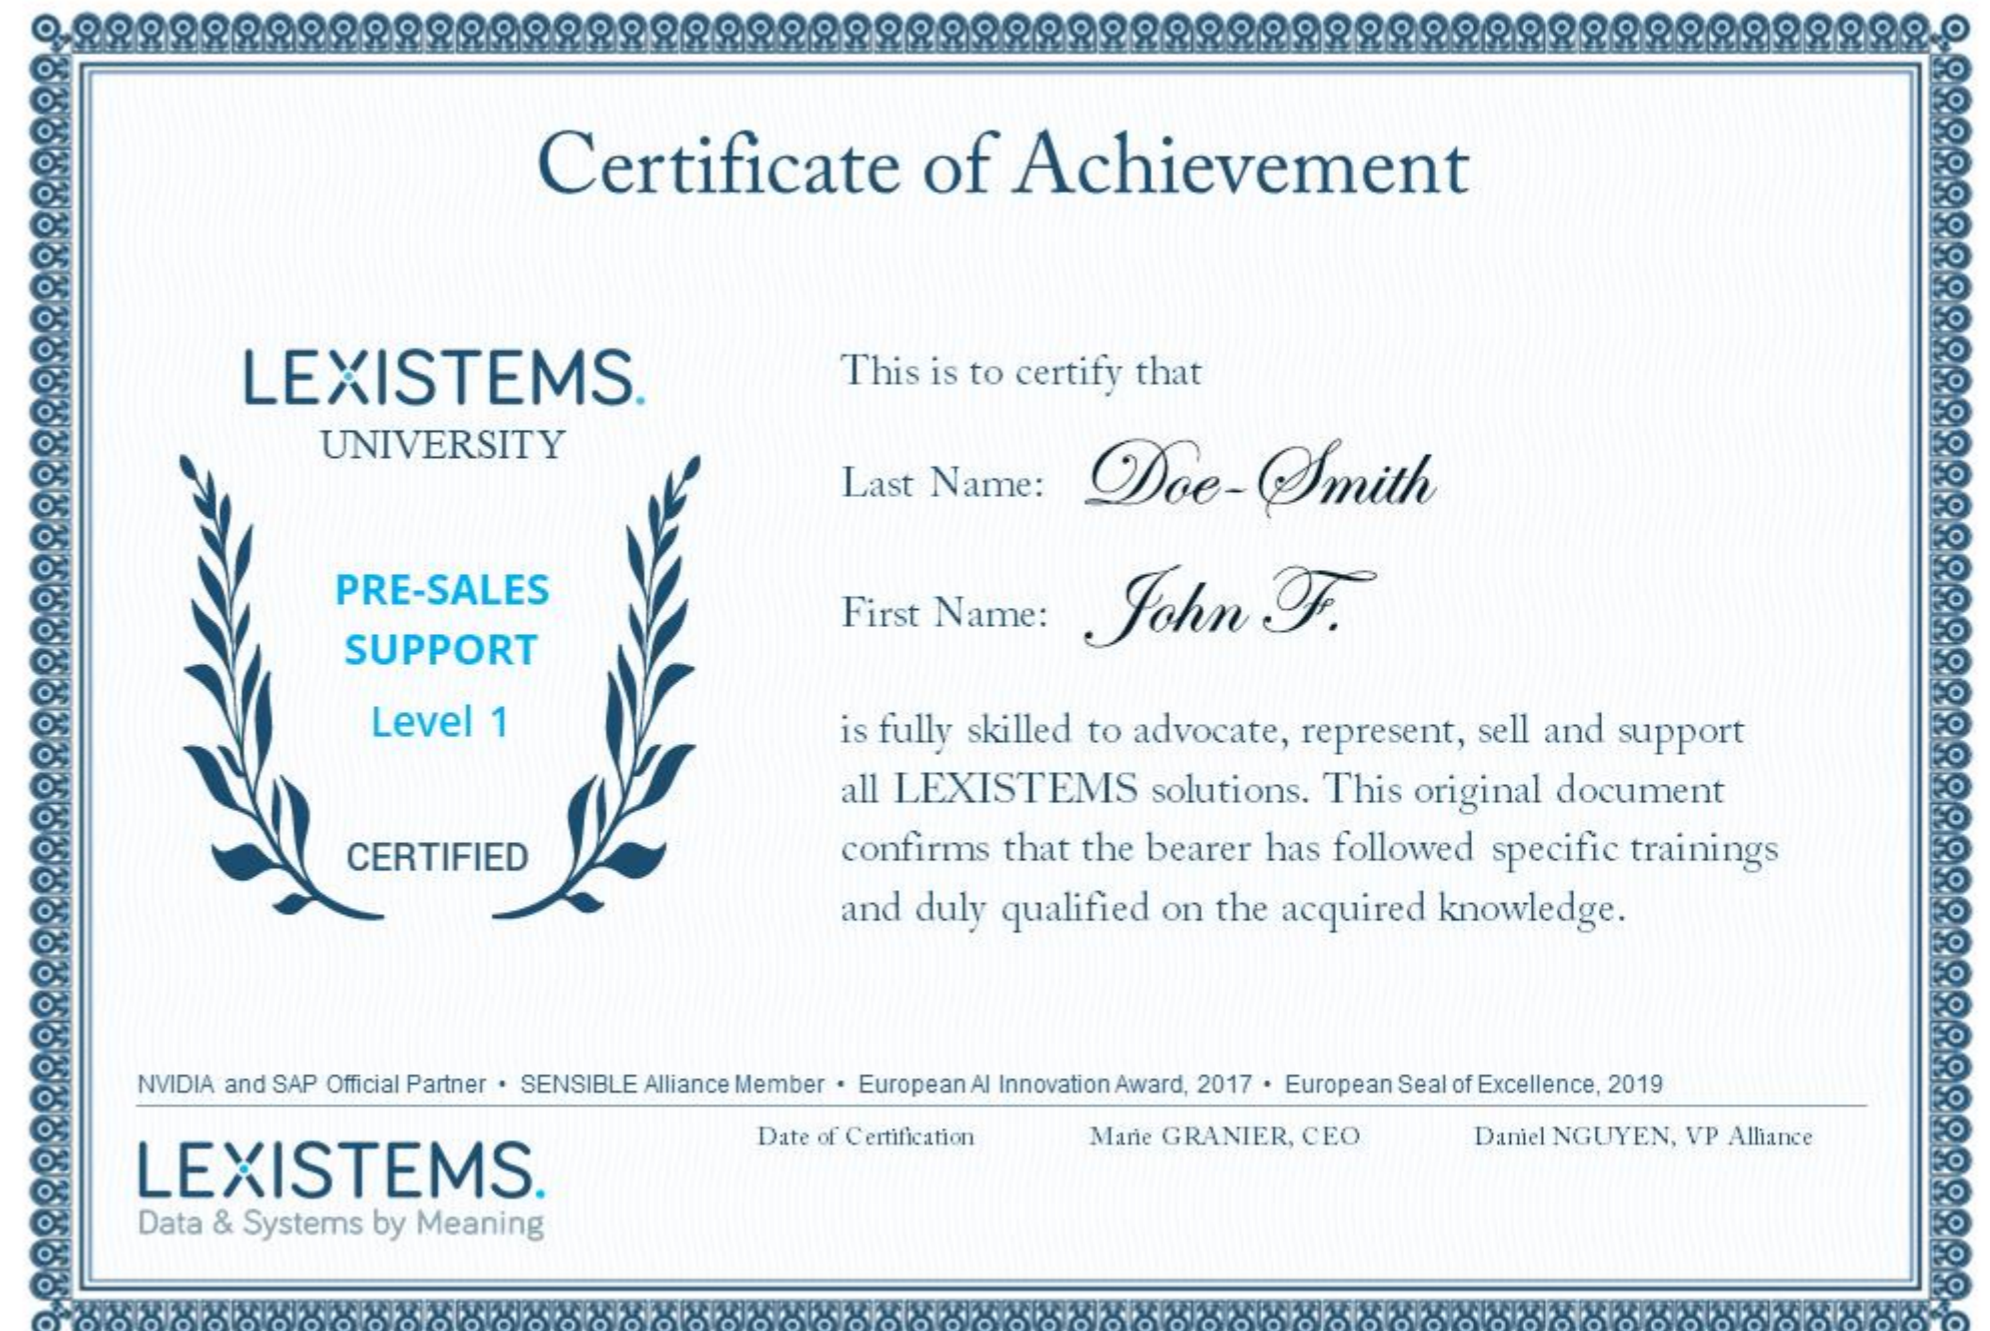 Certificate of Achievement
LEXISTEMS.
UNIVERSITY
PRE-SALES
SUPPORT
Level 1
CERTIFIED
This is to certify that
Last Name: Doe-Smith
First Name: John F.
is fully skilled to advocate, represent, sell and support
all LEXISTEMS solutions. This original document
confirms that the bearer has followed specific trainings
and duly qualified on the acquired knowledge.
NVIDIA and SAP Official Partner • SENSIBLE Alliance Member • European AI Innovation Award, 2017 • European Seal of Excellence, 2019
LEXISTEMS.
Data & Systems by Meaning
Date of Certification
Marie GRANIER, CEO
Daniel NGUYEN, VP Alliance